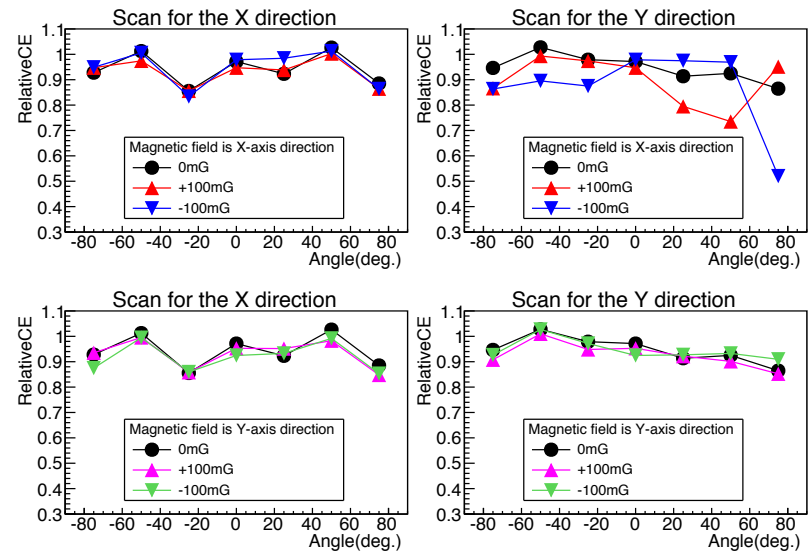 Scan for the X direction
RelativeCE
1.1
1
0.9
0.8
0.7
0.6
0.5
0.4
0.3
Magnetic field is X-axis direction
0mG
+100mG
-100mG
-80 -60 -40 -20 0 20 40 60 80
Angle(deg.)
Scan for the Y direction
RelativeCE
1.1
1
0.9
0.8
0.7
0.6
0.5
0.4
0.3
Magnetic field is X-axis direction
0mG
+100mG
-100mG
-80 -60 -40 -20 0 20 40 60 80
Angle(deg.)
Scan for the X direction
RelativeCE
1.1
1
0.9
0.8
0.7
0.6
0.5
0.4
0.3
Magnetic field is Y-axis direction
0mG
+100mG
-100mG
-80 -60 -40 -20 0 20 40 60 80
Angle(deg.)
Scan for the Y direction
RelativeCE
1.1
1
0.9
0.8
0.7
0.6
0.5
0.4
0.3
Magnetic field is Y-axis direction
0mG
+100mG
-100mG
-80 -60 -40 -20 0 20 40 60 80
Angle(deg.)